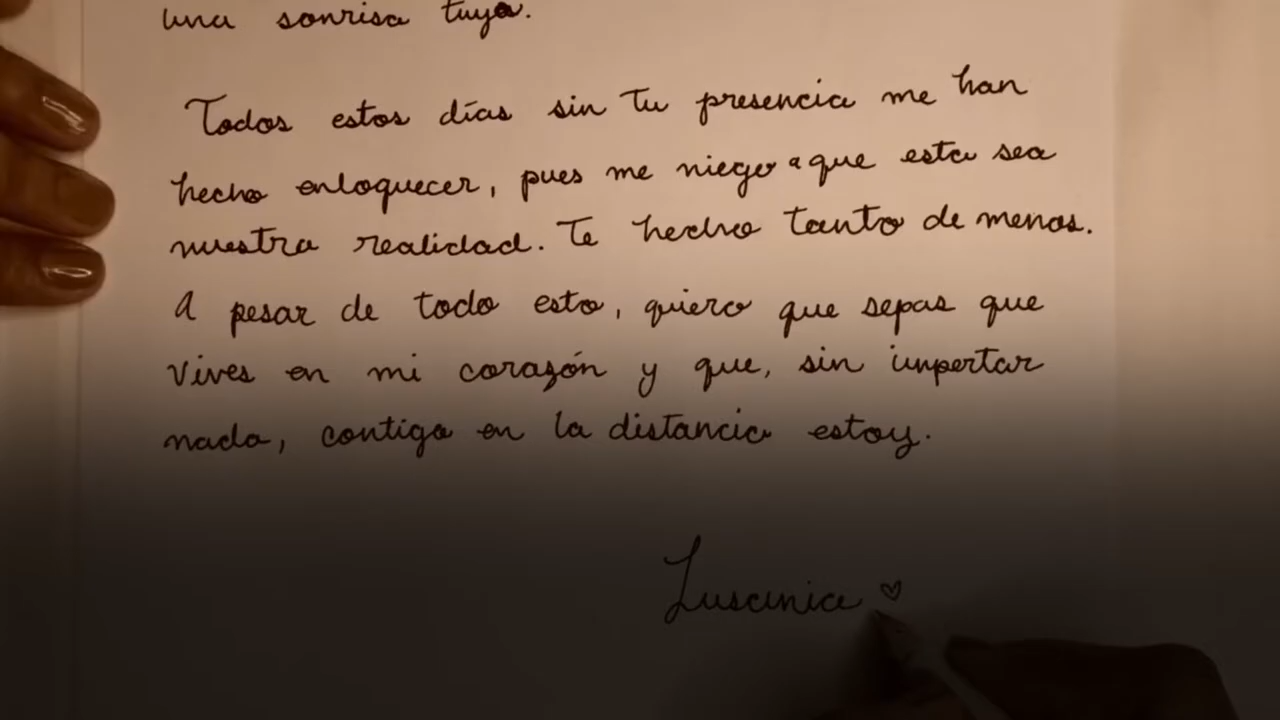 una sonrisa tuya.
Todos estos días sin tu presencia me han
hecho enloquecer, pues me niego a que esta sea
nuestra realidad. Te hecho tanto de menos.
A pesar de todo esto, quiero que sepas que
vives en mi corazón y que, sin importar
nada, contigo en la distancia estoy.
Luscinia